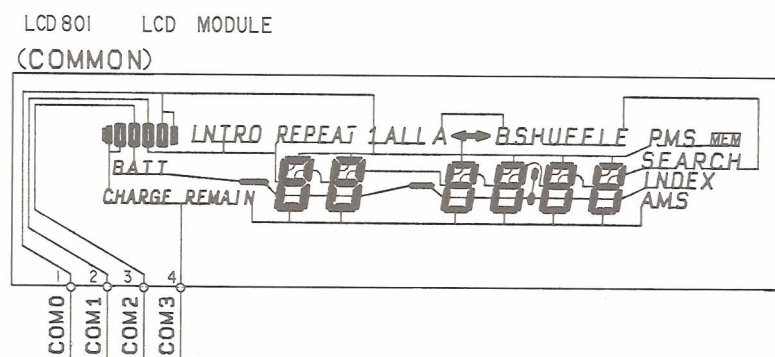 LCD801 LCD MODULE
(COMMON)
INTRO REPEAT 1ALL A B SHUFFLE PMS MEM
BATT SEARCH
INDEX
CHARGE REMAIN AMS
1 2 3 4
COM0 COM1 COM2 COM3